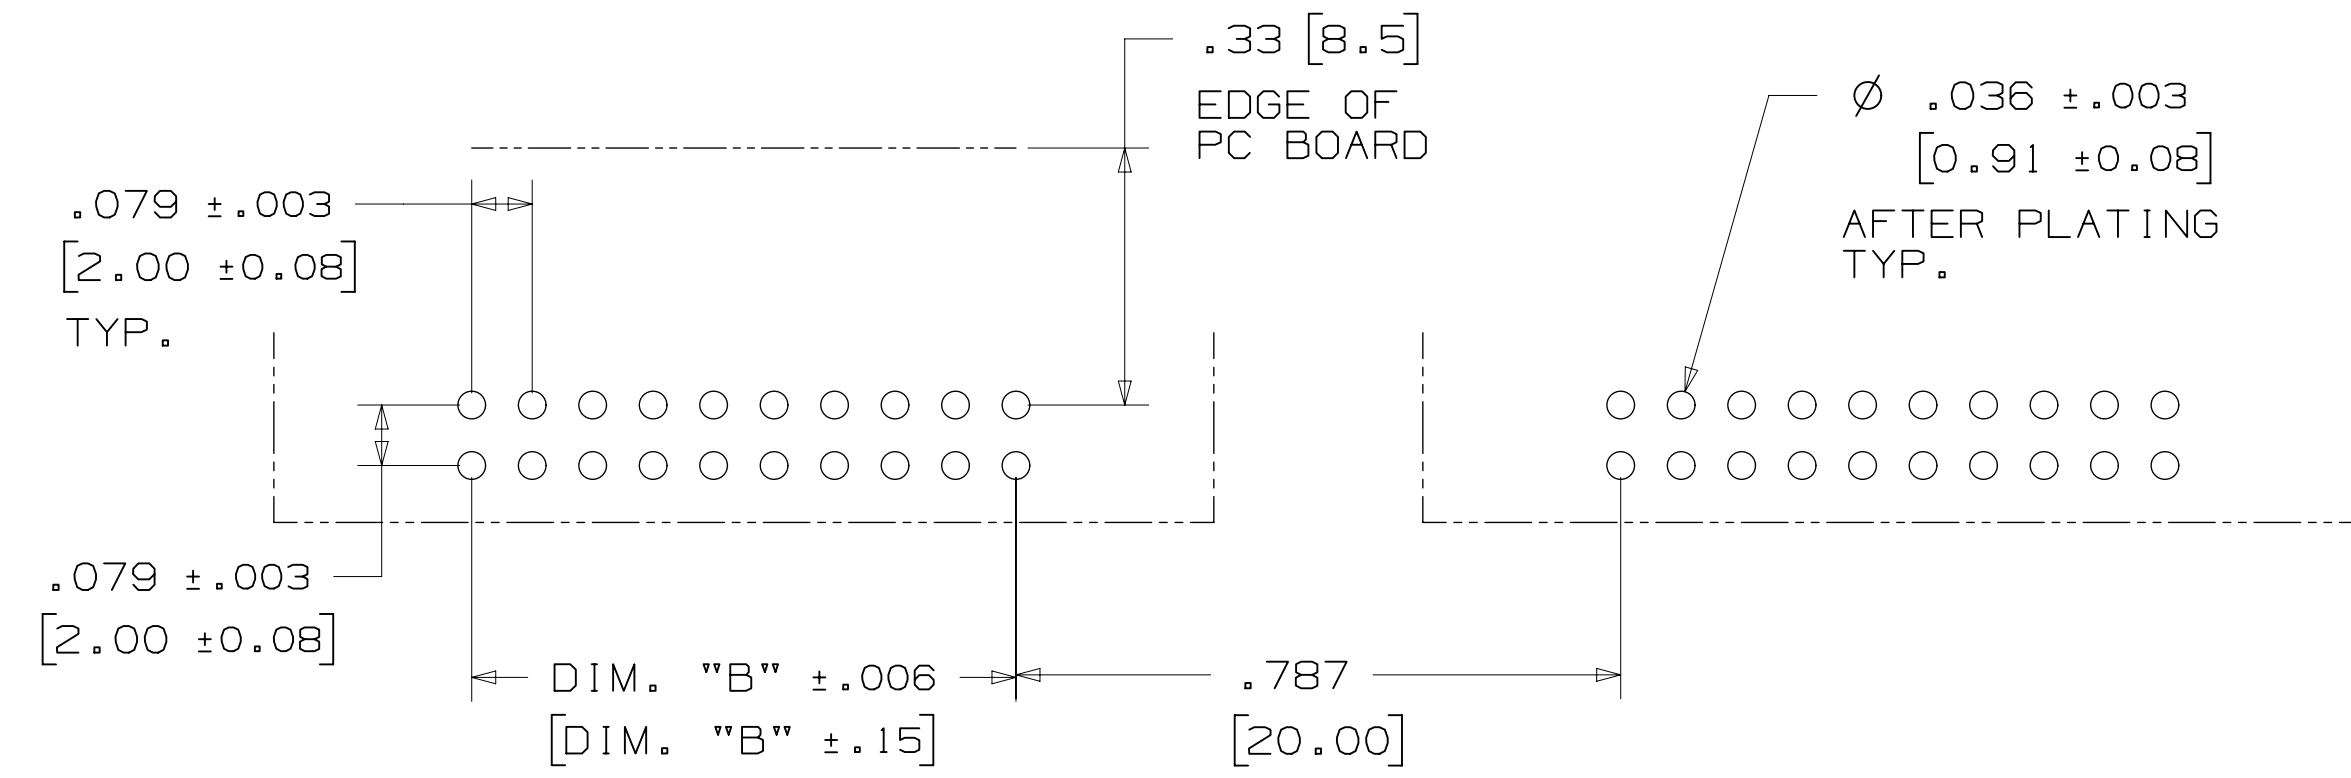 .33 [8.5]
EDGE OF
PC BOARD
Ø .036 ±.003
[0.91 ±0.08]
AFTER PLATING
TYP.
.079 ±.003
[2.00 ±0.08]
TYP.
.079 ±.003
[2.00 ±0.08]
DIM. "B" ±.006
[DIM. "B" ±.15]
.787
[20.00]